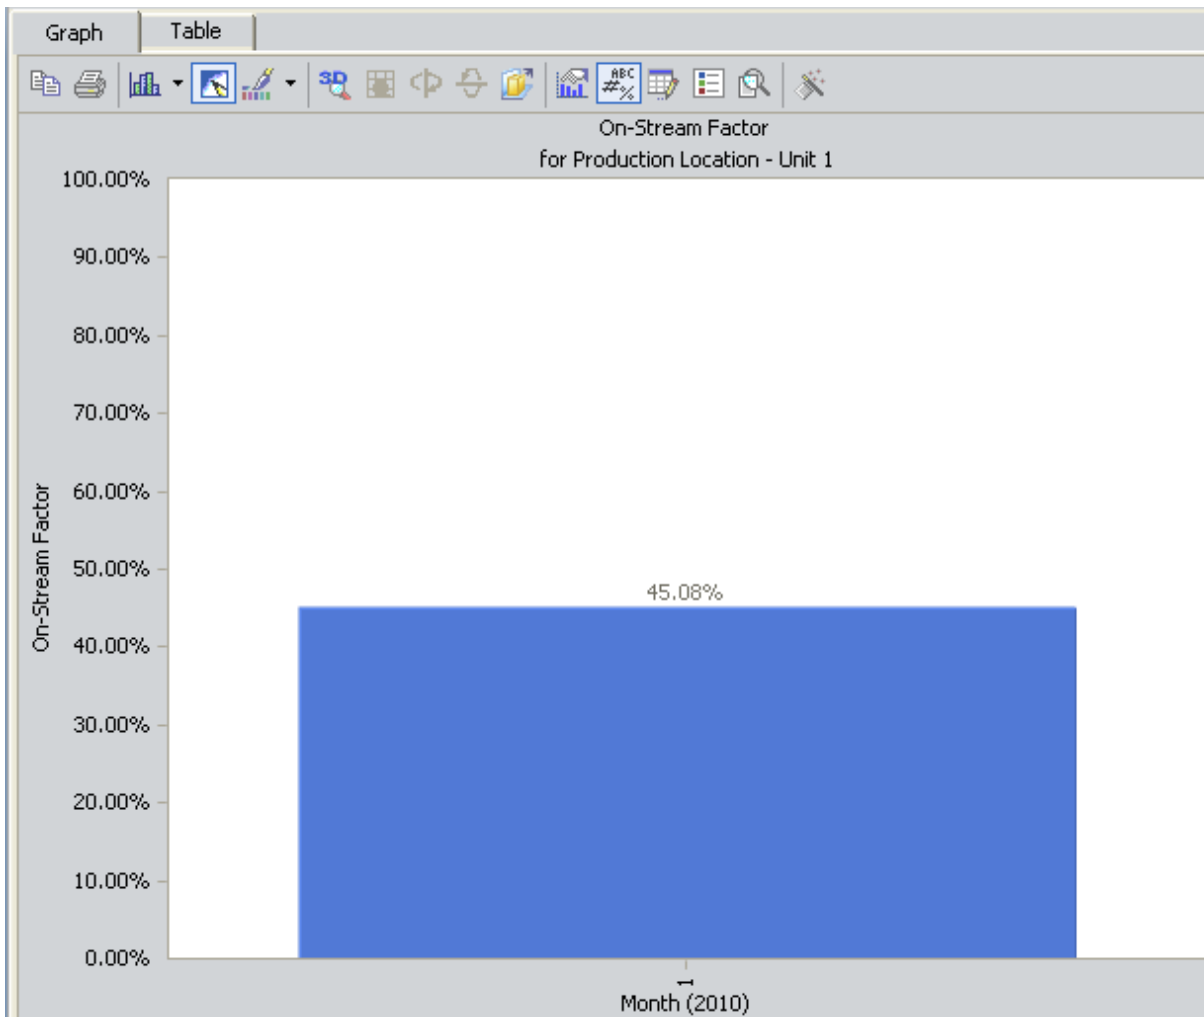 Graph
Table
3D
ABC
#%
On-Stream Factor
for Production Location - Unit 1
100.00%
90.00%
80.00%
70.00%
60.00%
50.00%
40.00%
30.00%
20.00%
10.00%
0.00%
On-Stream Factor
45.08%
1
Month (2010)